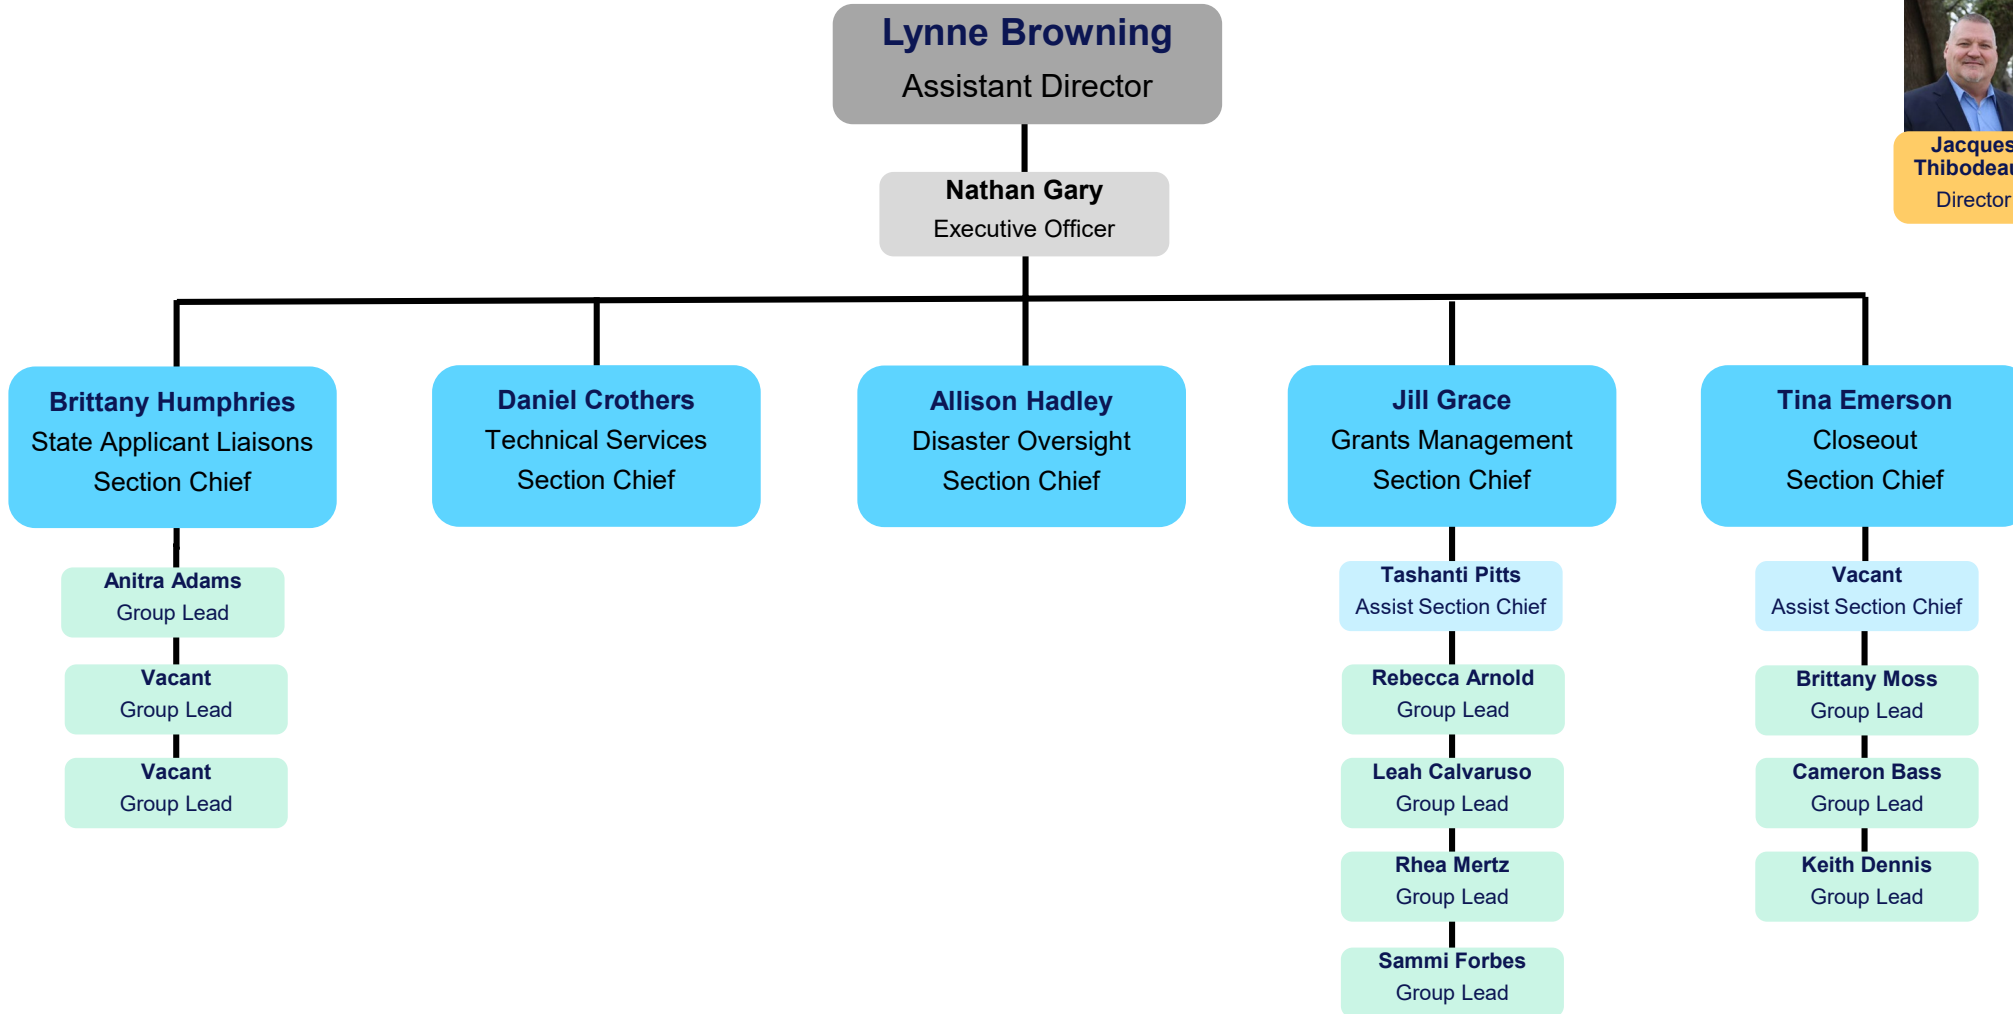 Lynne Browning
Assistant Director
Jacques
Director
Nathan Gary
Executive Officer
Brittany Humphries
State Applicant Liaisons
Section Chief
Daniel Crothers
Technical Services
Section Chief
Allison Hadley
Disaster Oversight
Section Chief
Jill Grace
Grants Management
Section Chief
Tina Emerson
Closeout
Section Chief
Anitra Adams
Group Lead
Vacant
Group Lead
Vacant
Group Lead
Tashanti Pitts
Assist Section Chief
Rebecca Arnold
Group Lead
Leah Calvaruso
Group Lead
Rhea Mertz
Group Lead
Sammi Forbes
Group Lead
Vacant
Assist Section Chief
Brittany Moss
Group Lead
Cameron Bass
Group Lead
Keith Dennis
Group Lead